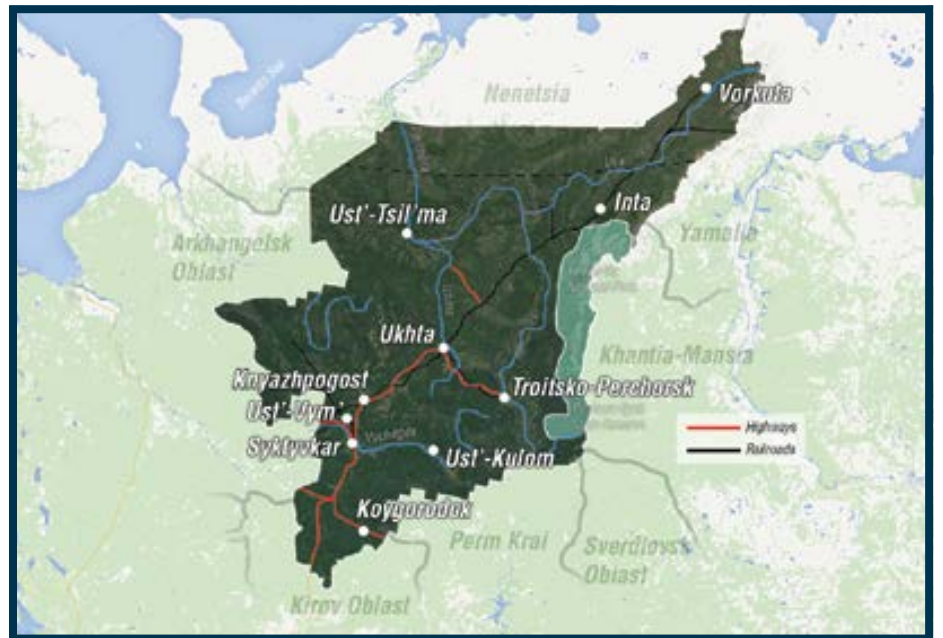 Nenetsia
Vorkuta
Inta
Ust'-Tsil'ma
Yamalia
Arkhangelsk
Oblast
Ukhta
Khantia-Mansia
Knyazhpogost
Troitsko-Perchorsk
Ust'-Vym'
Highways
Syktyvkar
Railroads
Ust'-Kulom
Koygorodok
Perm Krai
Sverdlovsk
Oblast
Kirov Oblast